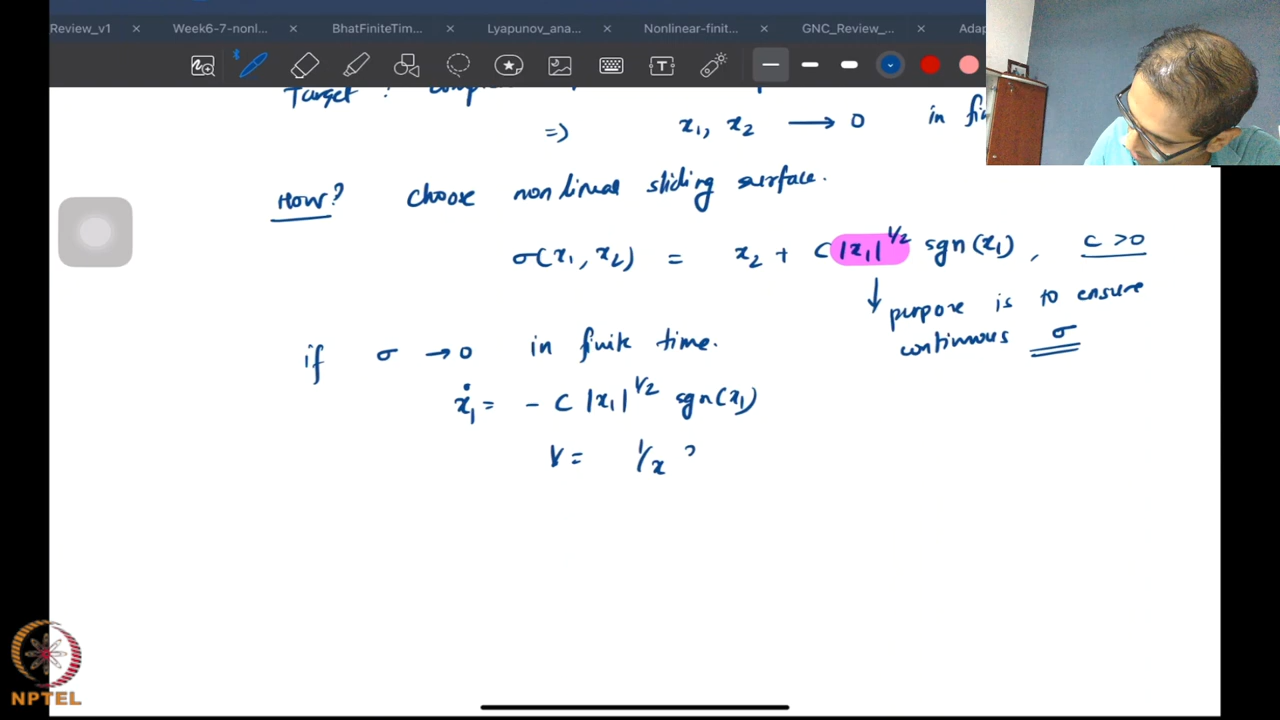 Review_v1 × Week6-7-nonl... × BhatFiniteTim... × Lyapunov_ana... × Nonlinear-finit... × GNC_Review_... × Adap
Target :
=> x₁, x₂ → 0 in
How? Choose nonlinear sliding surface.
σ(x₁, x₂) = x₂ + C|x₁|^1/2 sgn(x₁), c >0
↓ purpose is to ensure
continuous σ
if σ → 0 in finite time.
ẋ₁ = - C |x₁|^1/2 sgn(x₁)
V = 1/2
NPTEL